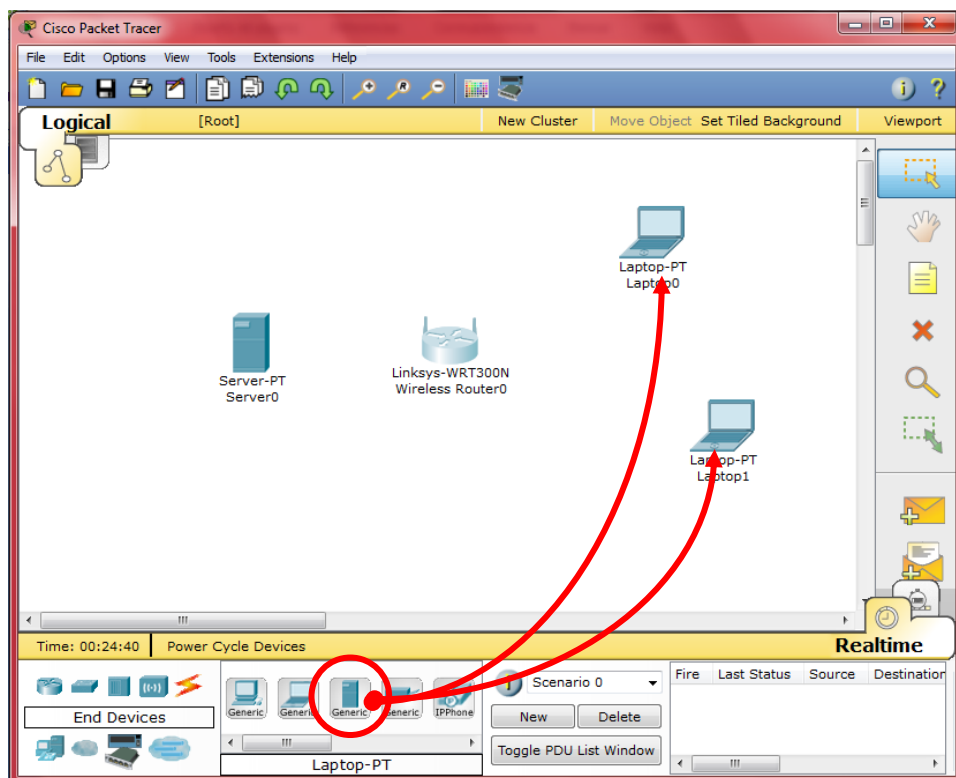 Cisco Packet Tracer
File Edit Options View Tools Extensions Help
Logical [Root] New Cluster Move Object Set Tiled Background Viewport
Laptop-PT
Laptop0
Server-PT
Server0
Linksys-WRT300N
Wireless Router0
Laptop-PT
Laptop1
Time: 00:24:40 Power Cycle Devices Realtime
End Devices
Generic Generic Generic Generic IPPhone
Laptop-PT
Scenario 0
New Delete
Toggle PDU List Window
Fire Last Status Source Destination